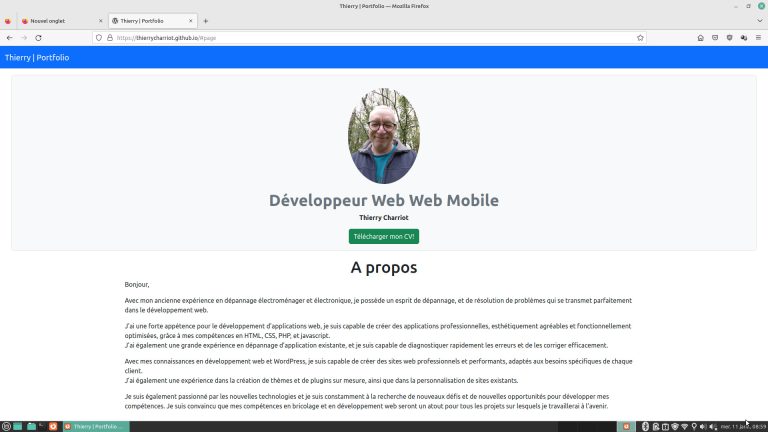 Thierry | Portfolio — Mozilla Firefox
Nouvel onglet
Thierry | Portfolio
https://thierrycharriot.github.io/#page
Thierry | Portfolio
Développeur Web Web Mobile
Thierry Charriot
Télécharger mon CV!
A propos
Bonjour,
Avec mon ancienne expérience en dépannage électroménager et électronique, je possède un esprit de dépannage, et de résolution de problèmes qui se transmet parfaitement
dans le développement web.
J'ai une forte appétence pour le développement d'applications web, je suis capable de créer des applications professionnelles, esthétiquement agréables et fonctionnellement
optimisées, grâce à mes compétences en HTML, CSS, PHP, et javascript.
J'ai également une grande expérience en dépannage d'application existante, et je suis capable de diagnostiquer rapidement les erreurs et de les corriger efficacement.
Avec mes connaissances en développement web et WordPress, je suis capable de créer des sites web professionnels et performants, adaptés aux besoins spécifiques de chaque
client.
J'ai également une expérience dans la création de thèmes et de plugins sur mesure, ainsi que dans la personnalisation de sites existants.
Je suis également passionné par les nouvelles technologies et je suis constamment à la recherche de nouveaux défis et de nouvelles opportunités pour développer mes
compétences. Je suis convaincu que mes compétences en bricolage et en développement web seront un atout pour tous les projets sur lesquels je travaillerai à l'avenir.
Thierry | Portfolio ...
mer. 11 janv., 08:59